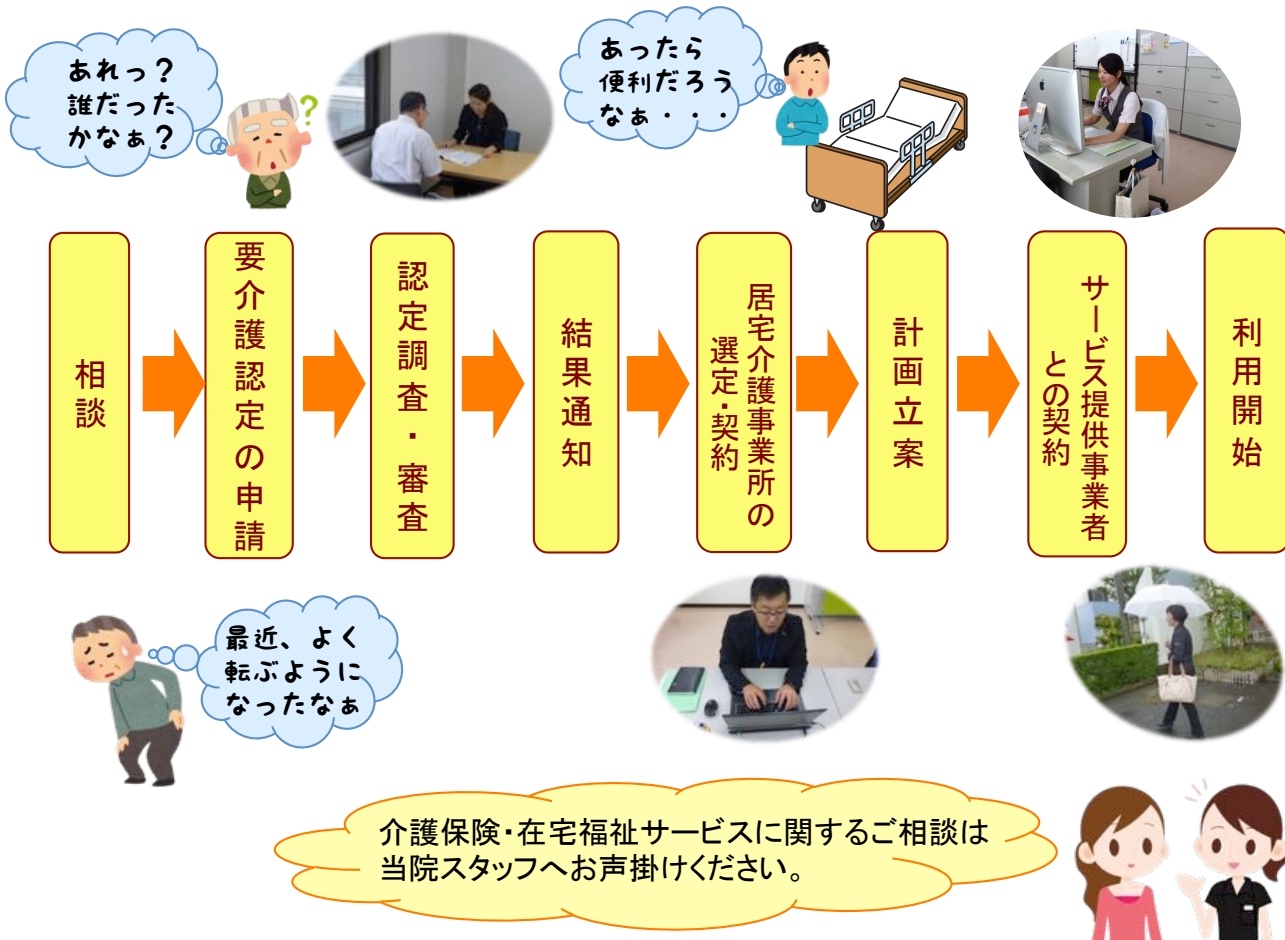 あれっ？
誰だった
かなぁ？
あったら
便利だろう
なぁ・・・
?
相談
要介護認定の申請
認定調査・審査
結果通知
居宅介護事業所の
選定・契約
計画立案
サービス提供事業者
との契約
利用開始
最近、よく
転ぶように
なったなぁ
介護保険・在宅福祉サービスに関するご相談は
当院スタッフへお声掛けください。